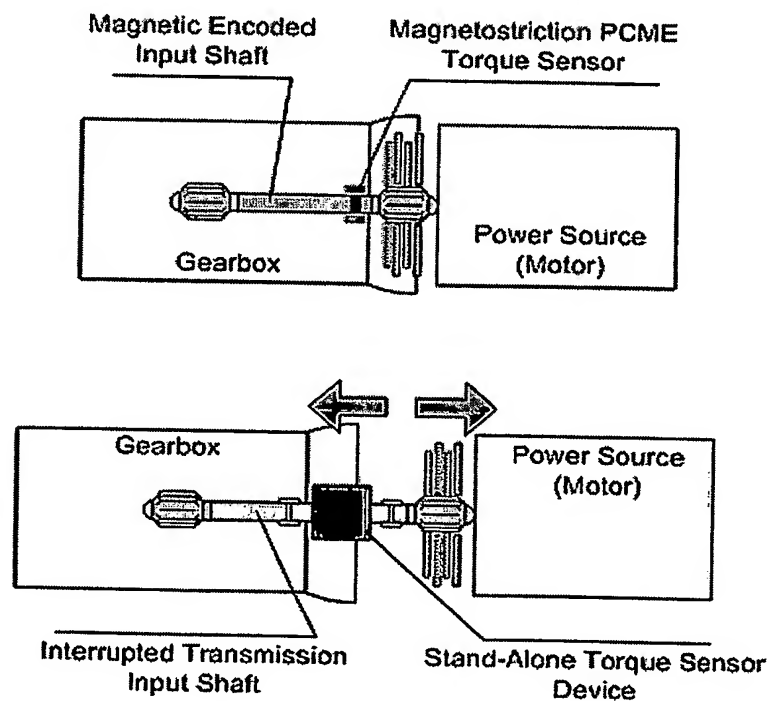 Magnetic Encoded
Input Shaft
Magnetostriction PCME
Torque Sensor
Gearbox
Power Source
(Motor)
Gearbox
Power Source
(Motor)
Interrupted Transmission
Input Shaft
Stand-Alone Torque Sensor
Device